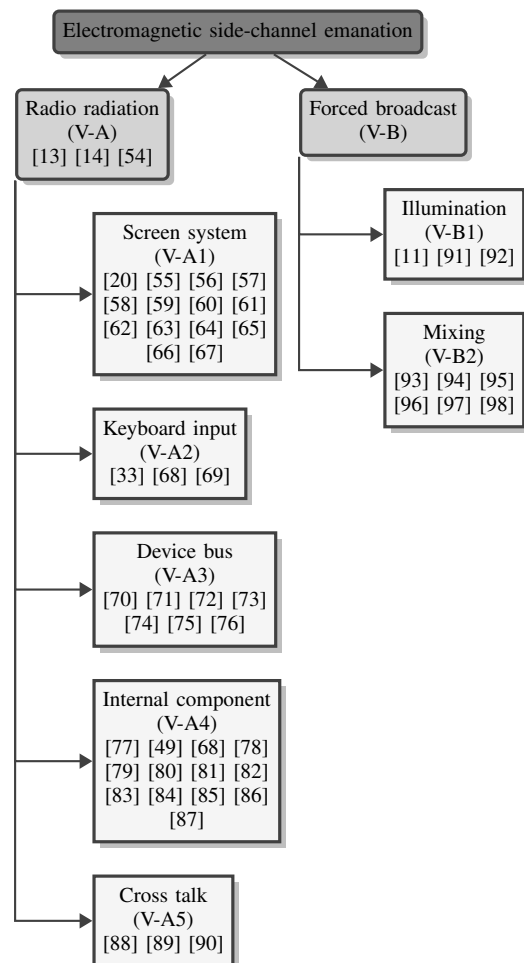 Electromagnetic side-channel emanation
Radio radiation
(V-A)
[13] [14] [54]
Forced broadcast
(V-B)
Screen system
(V-A1)
[20] [55] [56] [57]
[58] [59] [60] [61]
[62] [63] [64] [65]
[66] [67]
Keyboard input
(V-A2)
[33] [68] [69]
Device bus
(V-A3)
[70] [71] [72] [73]
[74] [75] [76]
Internal component
(V-A4)
[77] [49] [68] [78]
[79] [80] [81] [82]
[83] [84] [85] [86]
[87]
Cross talk
(V-A5)
[88] [89] [90]
Illumination
(V-B1)
[11] [91] [92]
Mixing
(V-B2)
[93] [94] [95]
[96] [97] [98]